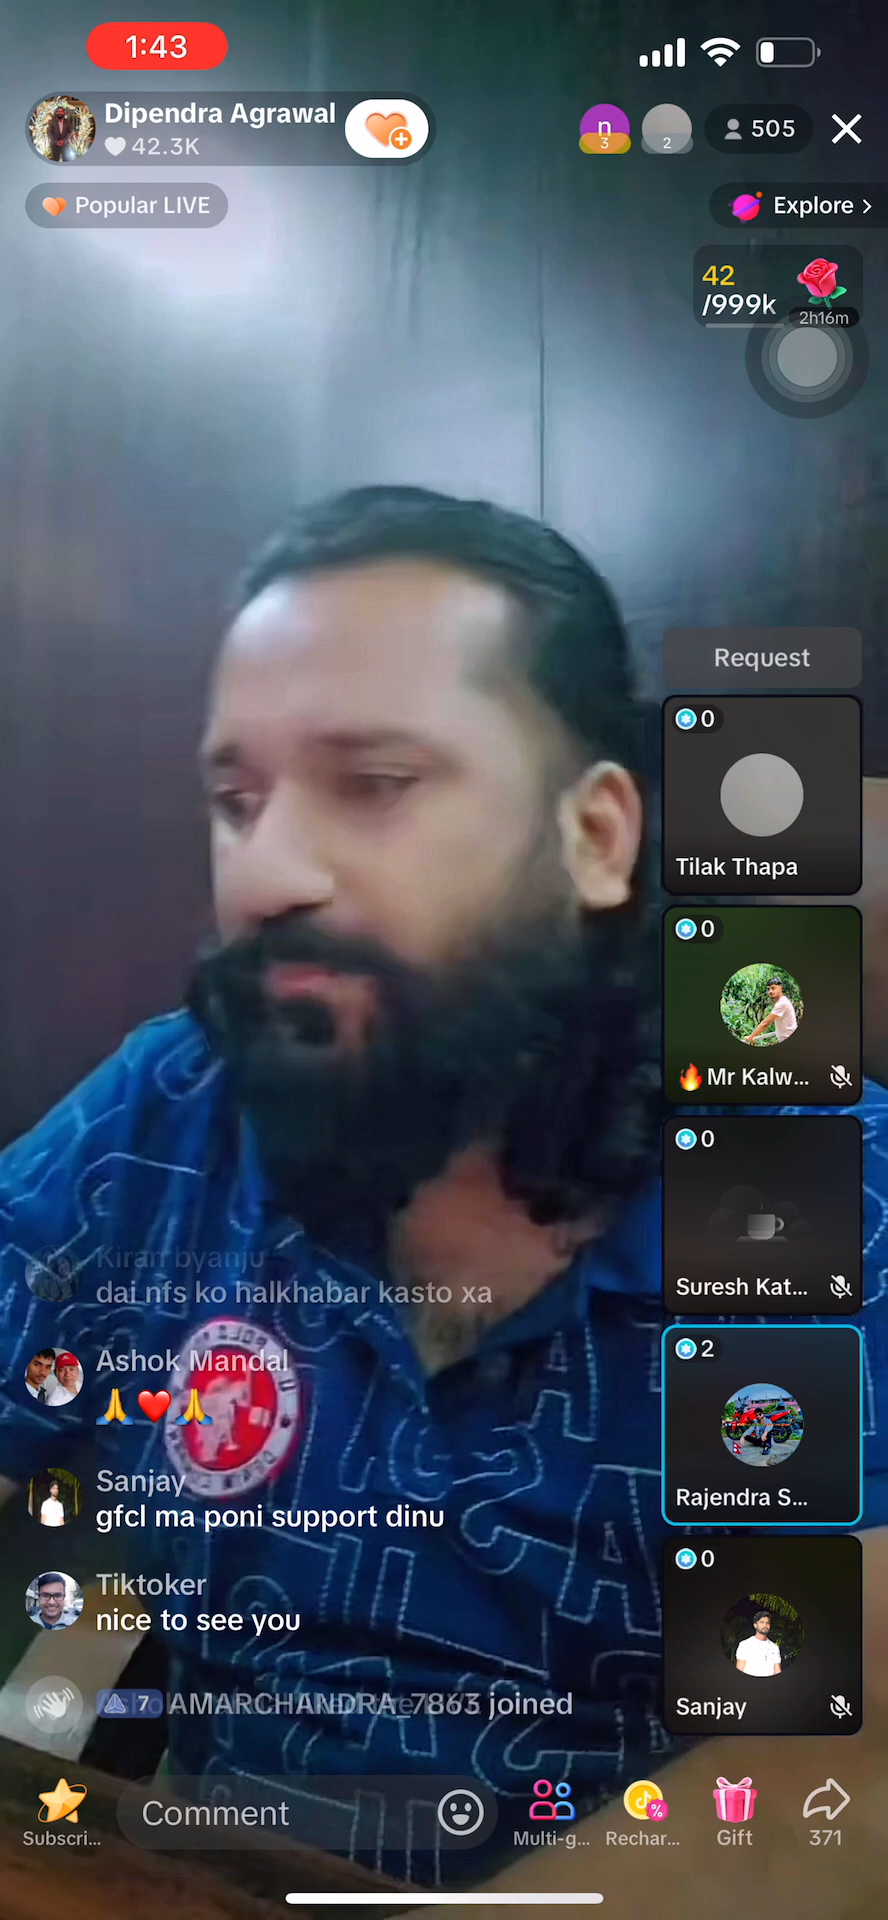 1:43
Dipendra Agrawal
42.3K
n
3
2
505
Popular LIVE
Explore >
42
/999k
2h16m
Request
0
Tilak Thapa
0
🔥Mr Kalw...
0
Suresh Kat...
2
Rajendra S...
0
Sanjay
Kiran byanju
dai nfs ko halkhabar kasto xa
Ashok Mandal
🙏❤️🙏
Sanjay
gfcl ma poni support dinu
Tiktoker
nice to see you
7 AMARCHANDRA_7863 joined
Subscri...
Comment
Multi-g...
Rechar...
%
Gift
371